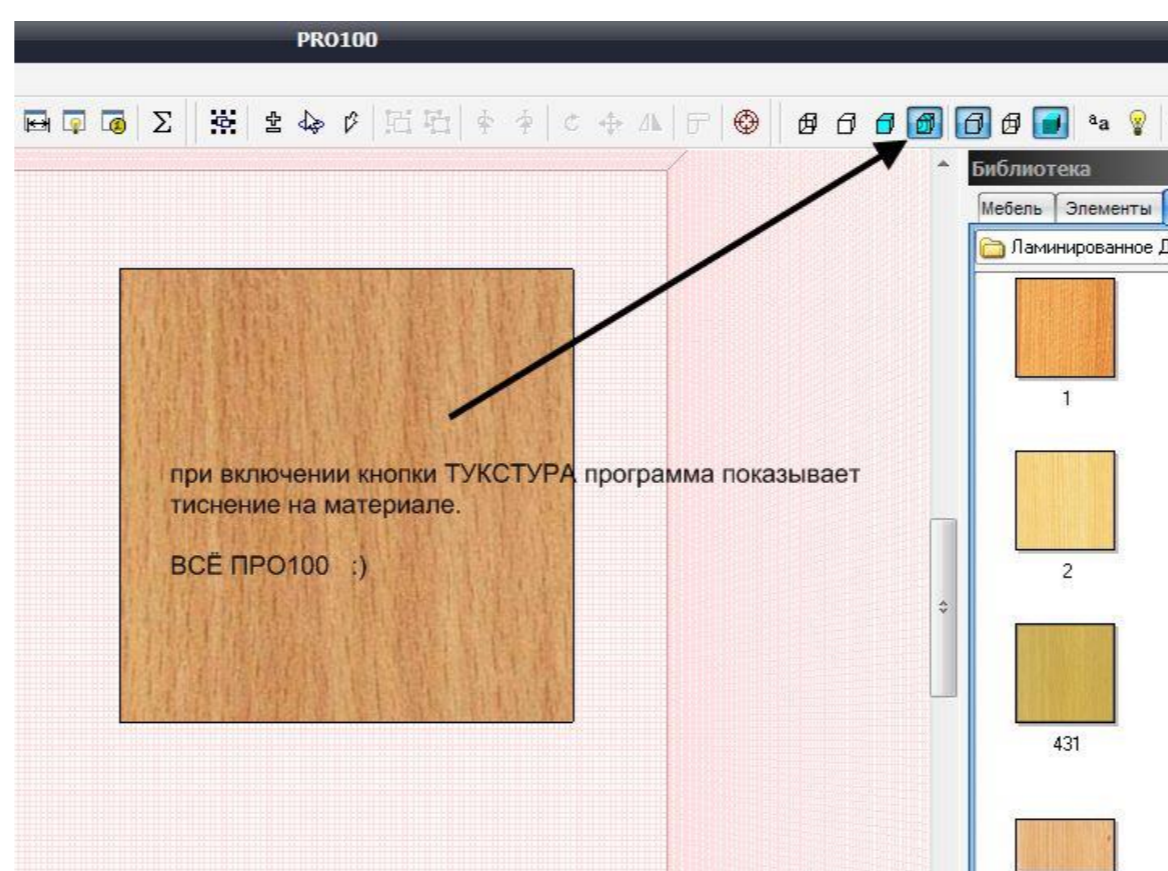 PRO100
Σ
ªa
Библиотека
Мебель Элементы
Ламинированное Д
1
2
431
при включении кнопки ТУКСТУРА программа показывает
тиснение на материале.
ВСЁ ПРО100 :)